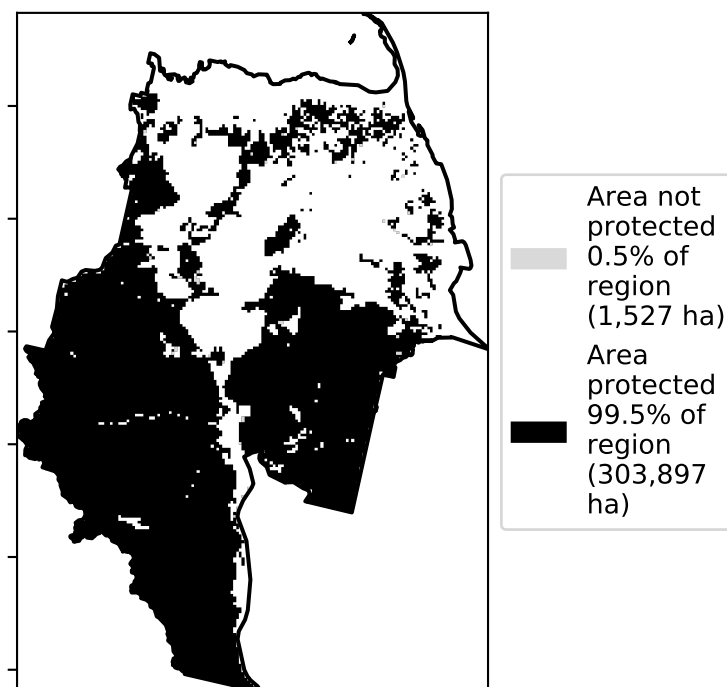 Area not
protected
0.5% of
region
(1,527 ha)
Area
protected
99.5% of
region
(303,897
ha)